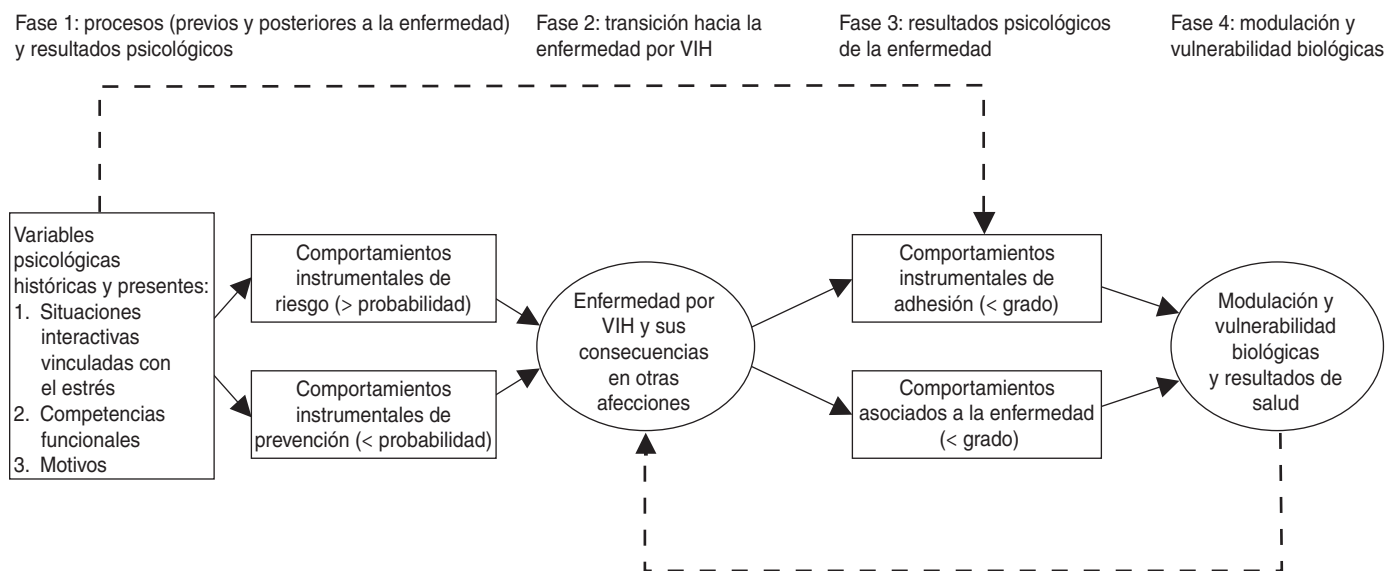 Fase 1: procesos (previos y posteriores a la enfermedad)
y resultados psicológicos
Fase 2: transición hacia la
enfermedad por VIH
Fase 3: resultados psicológicos
de la enfermedad
Fase 4: modulación y
vulnerabilidad biológicas
Variables
psicológicas
históricas y presentes:
1. Situaciones
interactivas
vinculadas con
el estrés
2. Competencias
funcionales
3. Motivos
Comportamientos
instrumentales de
riesgo (> probabilidad)
Comportamientos
instrumentales de
prevención (< probabilidad)
Enfermedad por
VIH y sus
consecuencias
en otras
afecciones
Comportamientos
instrumentales de
adhesión (< grado)
Comportamientos
asociados a la enfermedad
(< grado)
Modulación y
vulnerabilidad
biológicas
y resultados de
salud